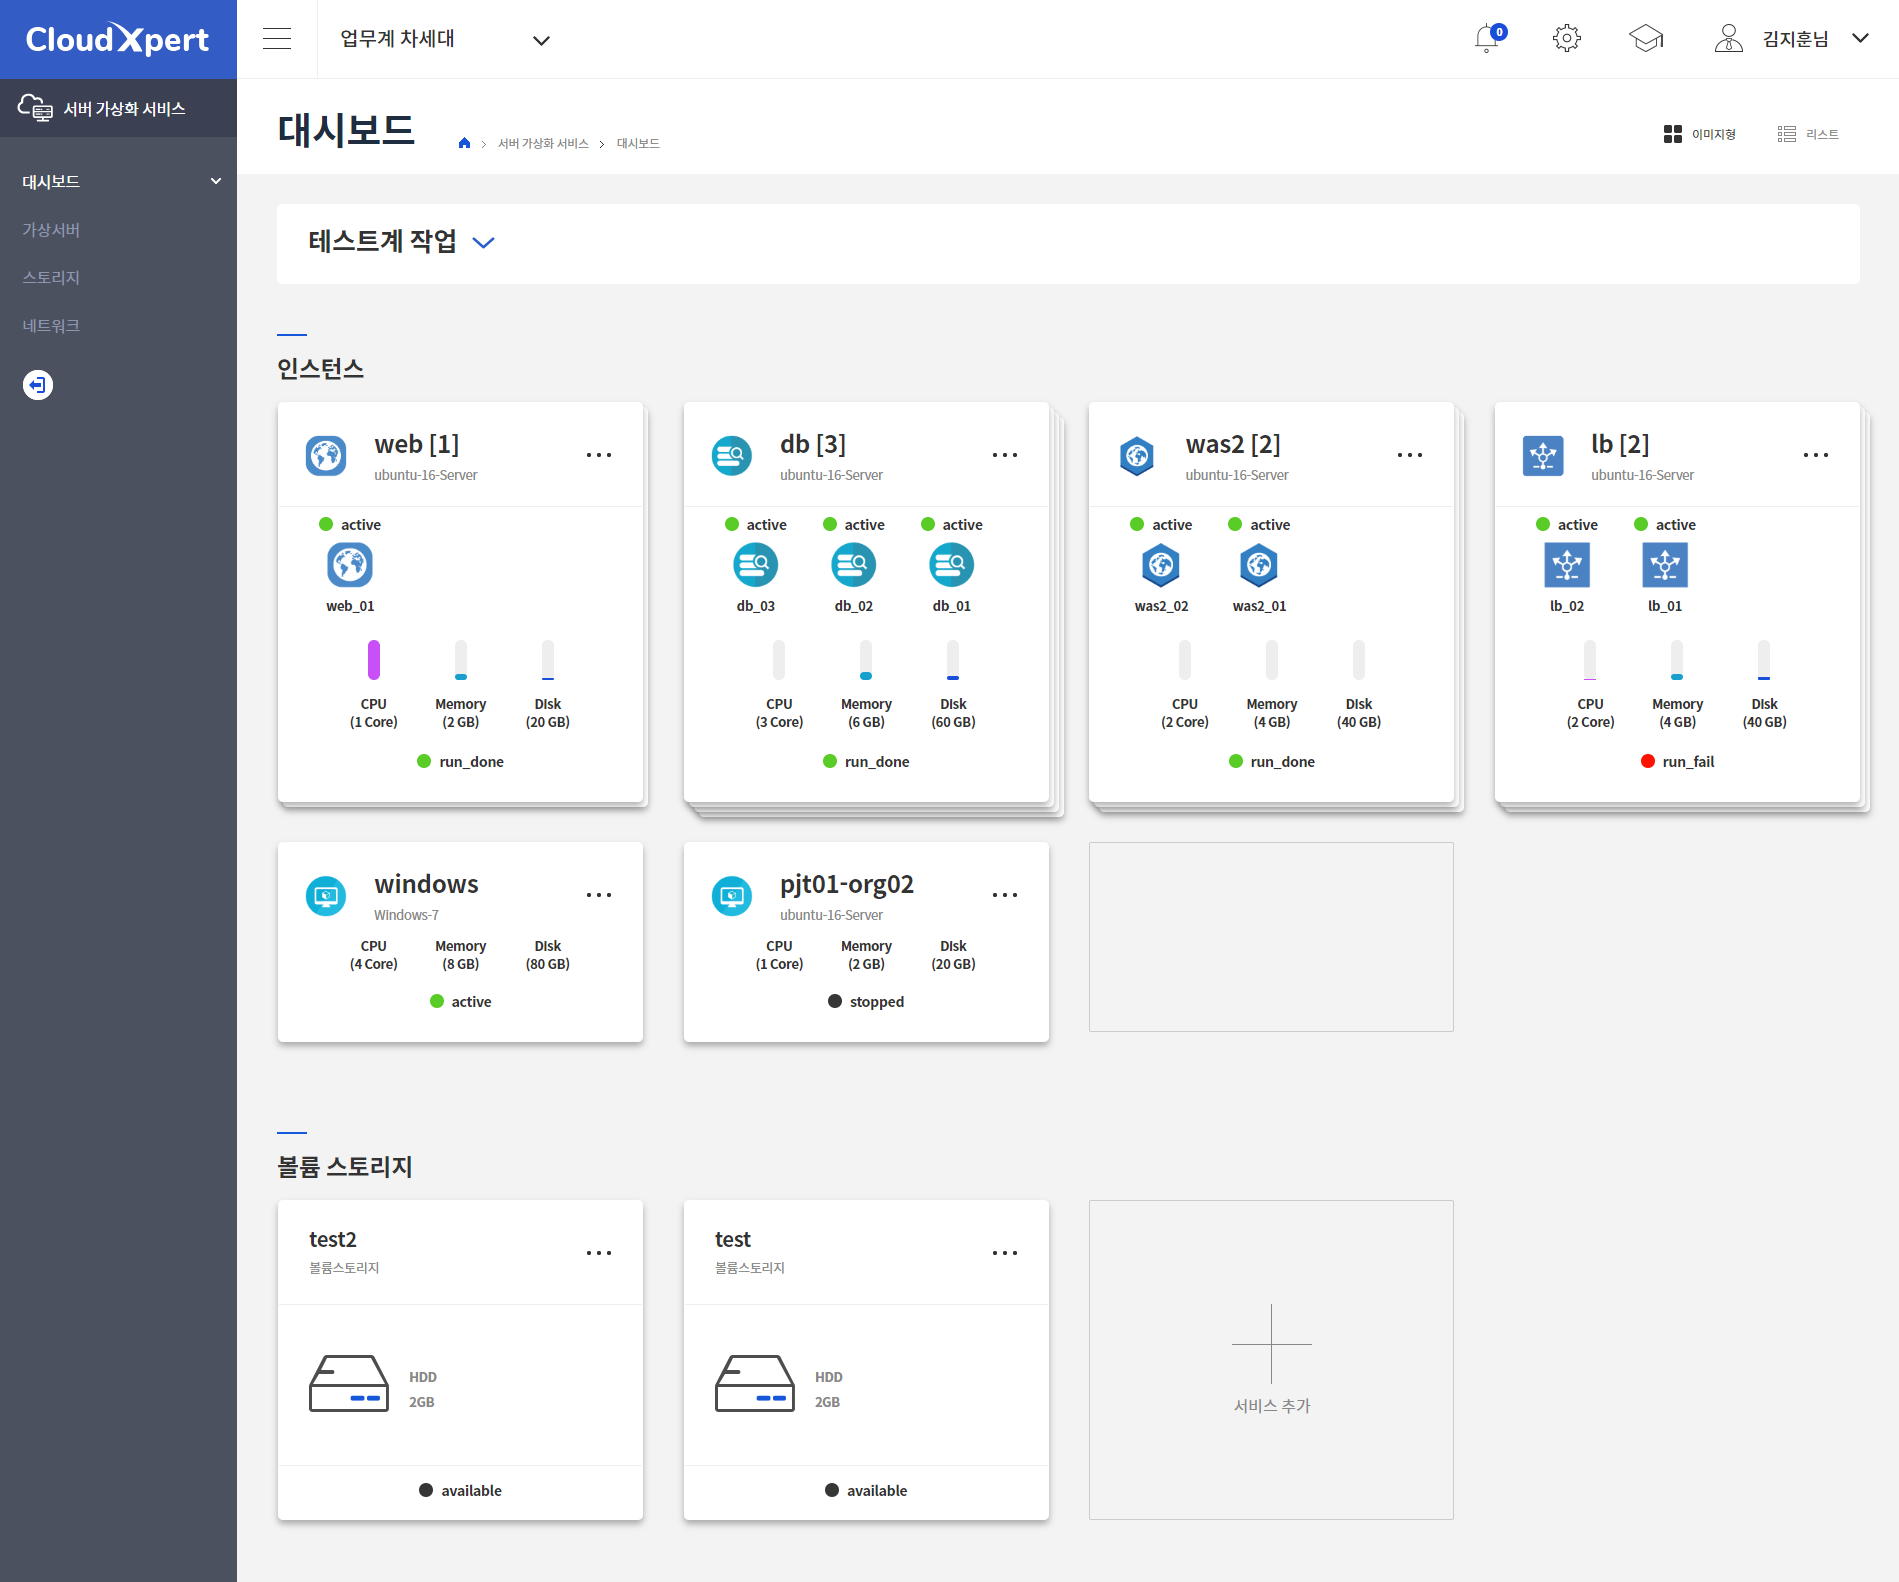 CloudXpert
업무계 차세대
0
김지훈님
서버 가상화 서비스
대시보드
가상서버
스토리지
네트워크
대시보드
서버 가상화 서비스
대시보드
이미지형
리스트
테스트계 작업
인스턴스
web [1]
ubuntu-16-Server
active
web_01
CPU
(1 Core)
Memory
(2 GB)
DIsk
(20 GB)
run_done
db [3]
ubuntu-16-Server
active
active
active
db_03
db_02
db_01
CPU
(3 Core)
Memory
(6 GB)
DIsk
(60 GB)
run_done
was2 [2]
ubuntu-16-Server
active
active
was2_02
was2_01
CPU
(2 Core)
Memory
(4 GB)
DIsk
(40 GB)
run_done
lb [2]
ubuntu-16-Server
active
active
lb_02
lb_01
CPU
(2 Core)
Memory
(4 GB)
DIsk
(40 GB)
run_fail
windows
Windows-7
CPU
(4 Core)
Memory
(8 GB)
DIsk
(80 GB)
active
pjt01-org02
ubuntu-16-Server
CPU
(1 Core)
Memory
(2 GB)
DIsk
(20 GB)
stopped
볼륨 스토리지
test2
볼륨스토리지
HDD
2GB
available
test
볼륨스토리지
HDD
2GB
available
서비스 추가